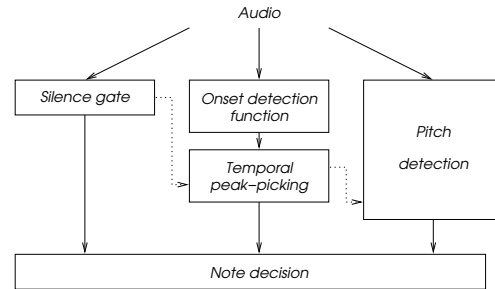 Audio
Silence gate
Onset detection
function
Pitch
detection
Temporal
peak–picking
Note decision